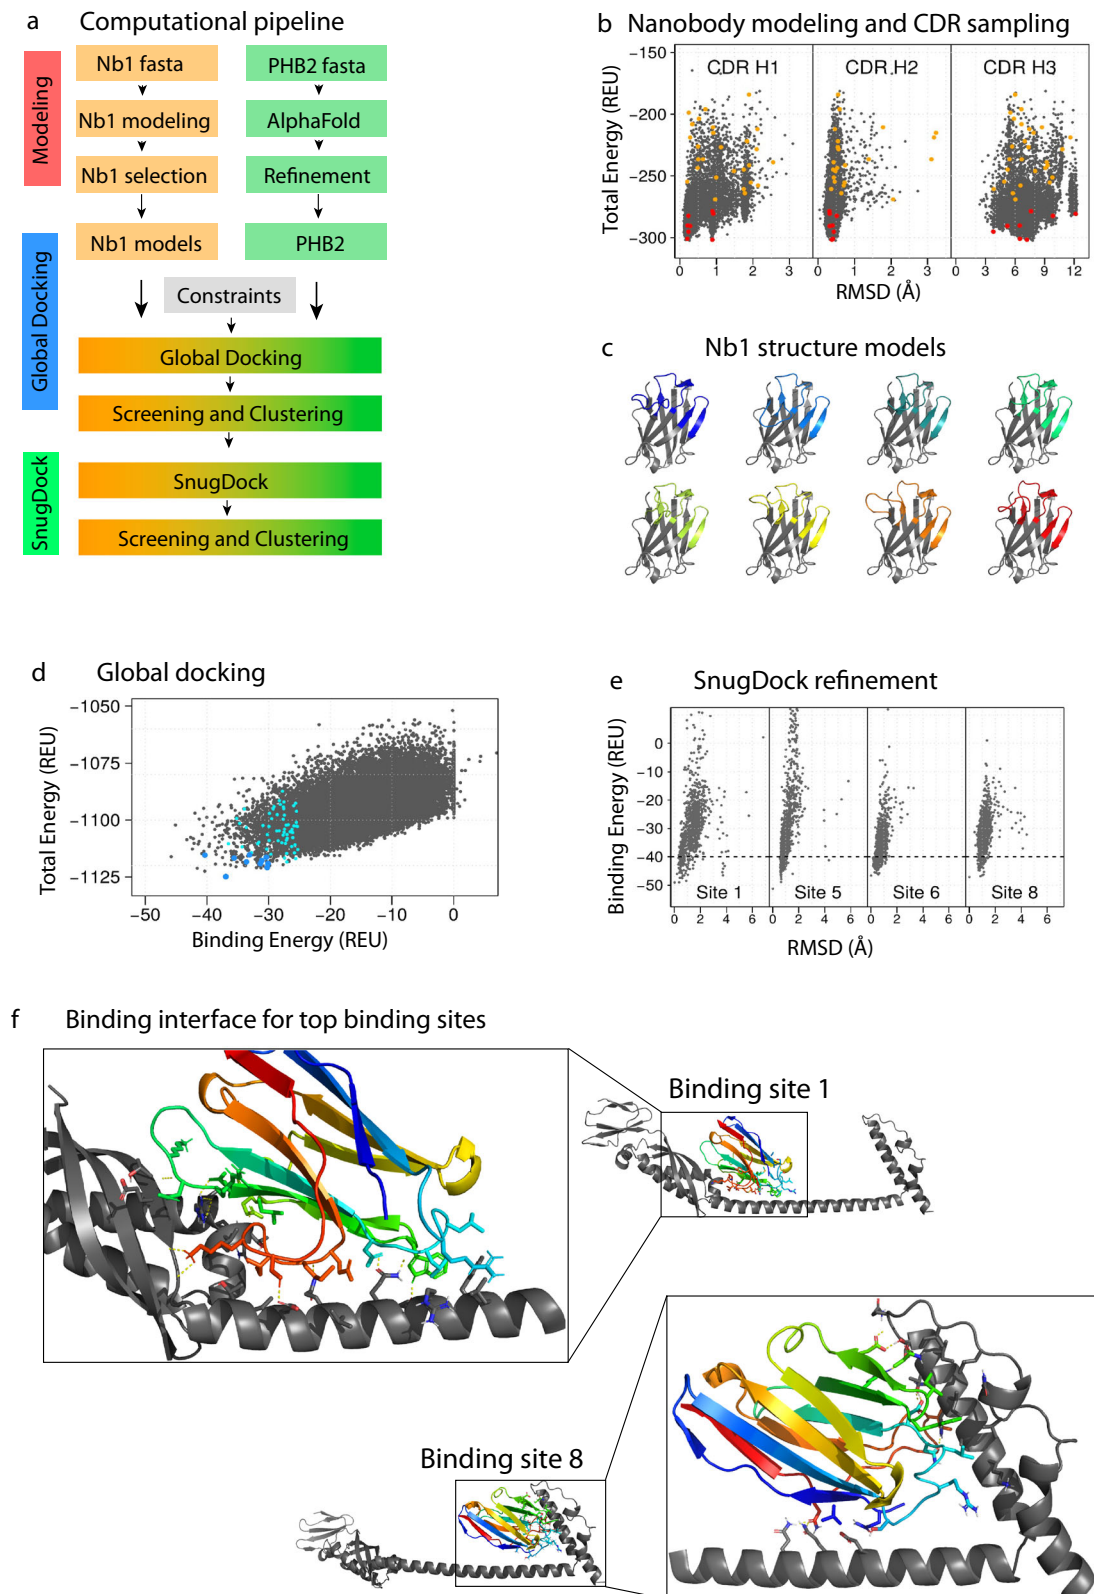 a Computational pipeline
Modeling
Nb1 fasta
PHB2 fasta
Nb1 modeling
AlphaFold
Nb1 selection
Refinement
Global Docking
Nb1 models
PHB2
Constraints
Global Docking
Screening and Clustering
SnugDock
SnugDock
Screening and Clustering
b Nanobody modeling and CDR sampling
Total Energy (REU)
−150
−200
−250
−300
CDR H1
CDR H2
CDR H3
0 1 2 3 0 1 2 3 0 3 6 9 12
RMSD (Å)
c Nb1 structure models
d Global docking
Total Energy (REU)
−1050
−1075
−1100
−1125
−50 −40 −30 −20 −10 0
Binding Energy (REU)
e SnugDock refinement
Binding Energy (REU)
0
−10
−20
−30
−40
−50
Site 1
Site 5
Site 6
Site 8
0 2 4 6 0 2 4 6 0 2 4 6 0 2 4 6
RMSD (Å)
f Binding interface for top binding sites
Binding site 1
Binding site 8